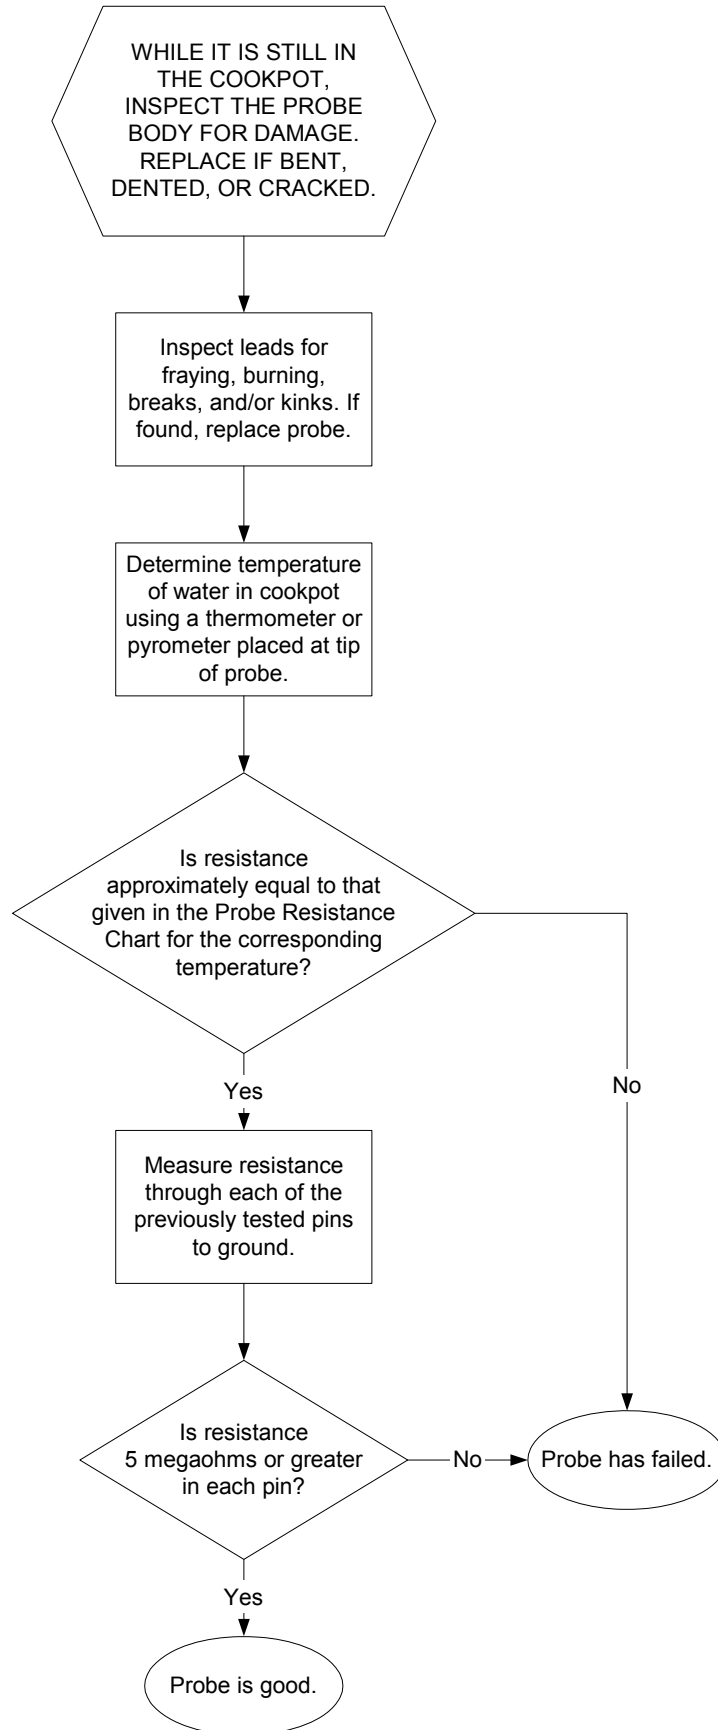 WHILE IT IS STILL IN
THE COOKPOT,
INSPECT THE PROBE
BODY FOR DAMAGE.
REPLACE IF BENT,
DENTED, OR CRACKED.
Inspect leads for
fraying, burning,
breaks, and/or kinks. If
found, replace probe.
Determine temperature
of water in cookpot
using a thermometer or
pyrometer placed at tip
of probe.
Is resistance
approximately equal to that
given in the Probe Resistance
Chart for the corresponding
temperature?
Yes
No
Measure resistance
through each of the
previously tested pins
to ground.
Is resistance
5 megaohms or greater
in each pin?
No
Probe has failed.
Yes
Probe is good.